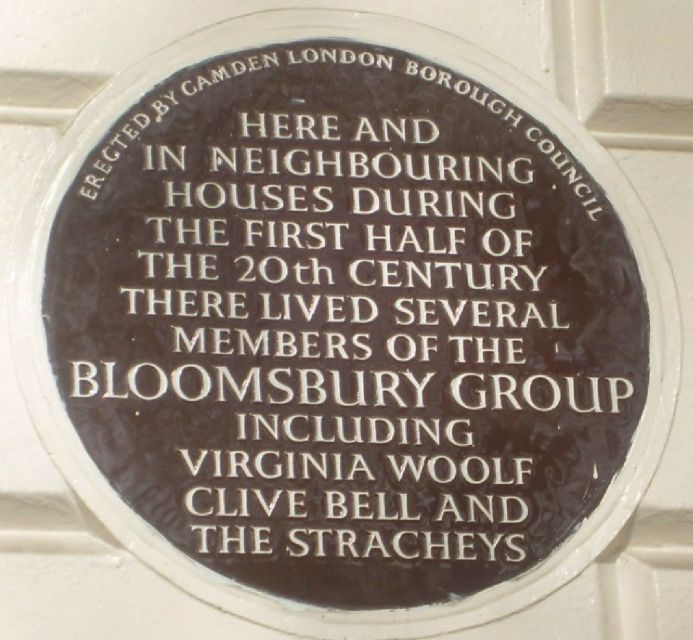 ERECTED BY CAMDEN LONDON BOROUGH COUNCIL
HERE AND
IN NEIGHBOURING
HOUSES DURING
THE FIRST HALF OF
THE 20th CENTURY
THERE LIVED SEVERAL
MEMBERS OF THE
BLOOMSBURY GROUP
INCLUDING
VIRGINIA WOOLF
CLIVE BELL AND
THE STRACHEYS